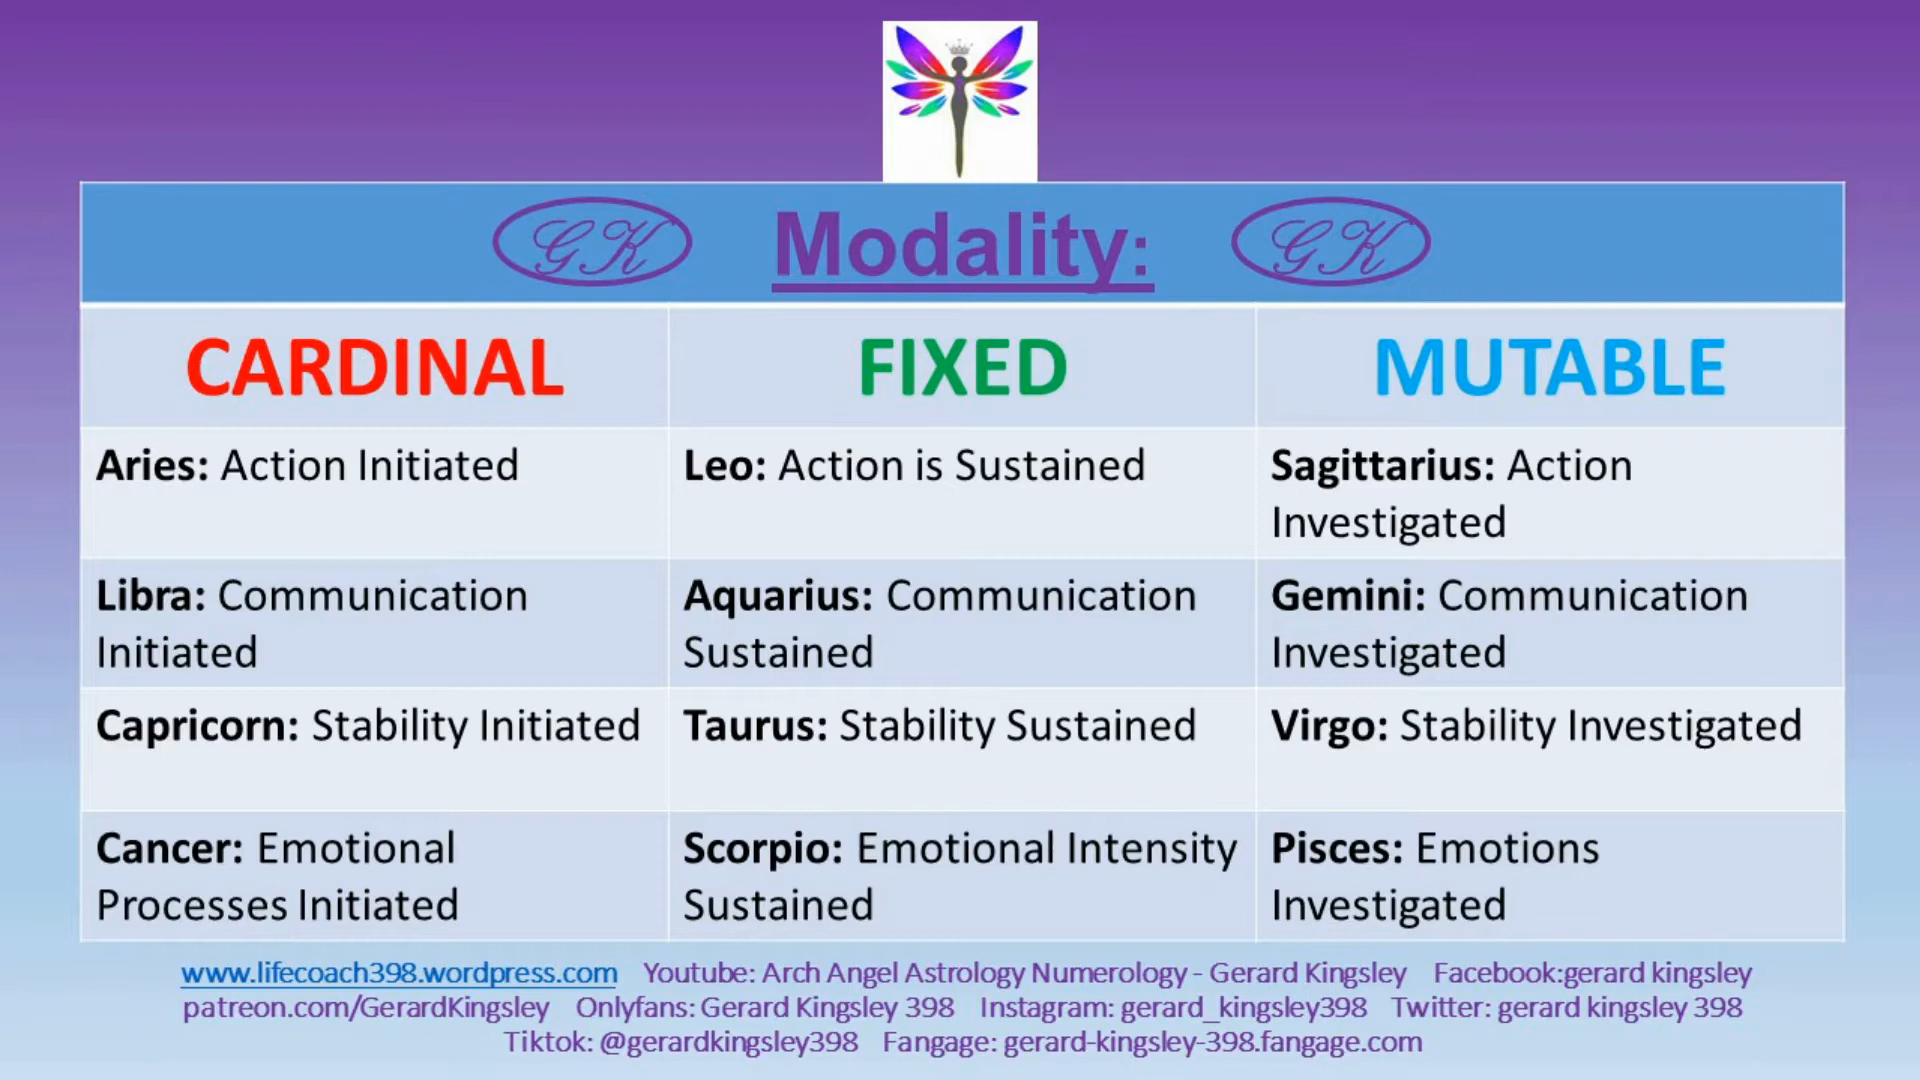 GK Modality: GK
CARDINAL FIXED MUTABLE
Aries: Action Initiated
Leo: Action is Sustained
Sagittarius: Action
Investigated
Libra: Communication
Initiated
Aquarius: Communication
Sustained
Gemini: Communication
Investigated
Capricorn: Stability Initiated
Taurus: Stability Sustained
Virgo: Stability Investigated
Cancer: Emotional
Processes Initiated
Scorpio: Emotional Intensity
Sustained
Pisces: Emotions
Investigated
www.lifecoach398.wordpress.com Youtube: Arch Angel Astrology Numerology - Gerard Kingsley Facebook:gerard kingsley
patreon.com/GerardKingsley Onlyfans: Gerard Kingsley 398 Instagram: gerard_kingsley398 Twitter: gerard kingsley 398
Tiktok: @gerardkingsley398 Fangage: gerard-kingsley-398.fangage.com